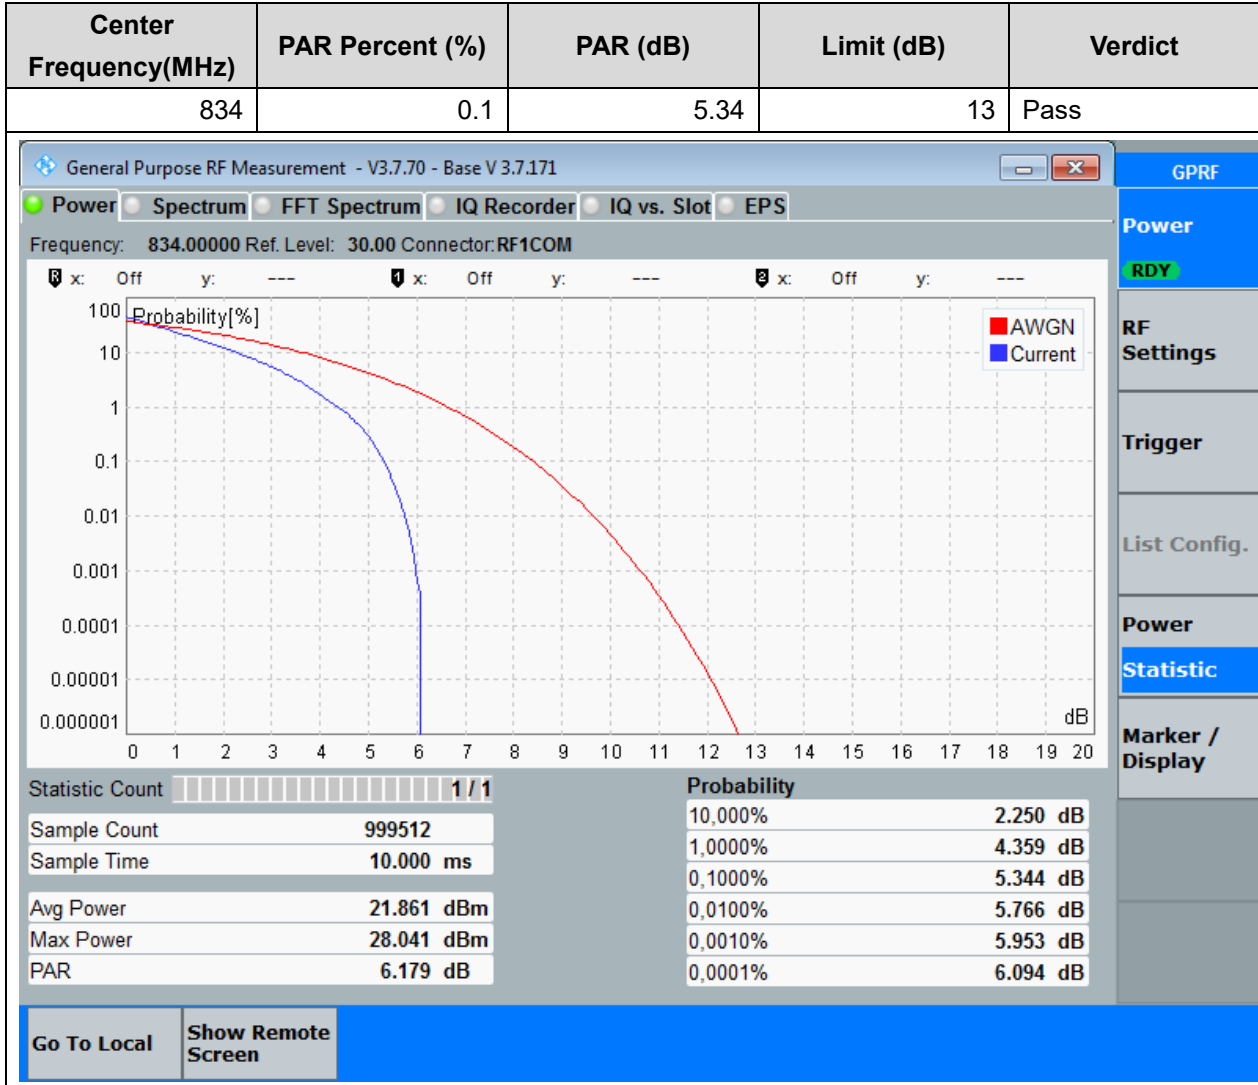 Center Frequency(MHz) PAR Percent (%) PAR (dB) Limit (dB) Verdict
834 0.1 5.34 13 Pass
General Purpose RF Measurement - V3.7.70 - Base V 3.7.171
GPRF
Power Spectrum FFT Spectrum IQ Recorder IQ vs. Slot EPS
Frequency: 834.00000 Ref. Level: 30.00 Connector: RF1COM
R x: Off y: --- 1 x: Off y: --- 2 x: Off y: ---
Probability[%]
AWGN
Current
100
10
1
0.1
0.01
0.001
0.0001
0.00001
0.000001
dB
0 1 2 3 4 5 6 7 8 9 10 11 12 13 14 15 16 17 18 19 20
Statistic Count 1 / 1
Sample Count 999512
Sample Time 10.000 ms
Avg Power 21.861 dBm
Max Power 28.041 dBm
PAR 6.179 dB
Probability
10,000% 2.250 dB
1,0000% 4.359 dB
0,1000% 5.344 dB
0,0100% 5.766 dB
0,0010% 5.953 dB
0,0001% 6.094 dB
Power
RDY
RF
Settings
Trigger
List Config.
Power
Statistic
Marker /
Display
Go To Local
Show Remote
Screen